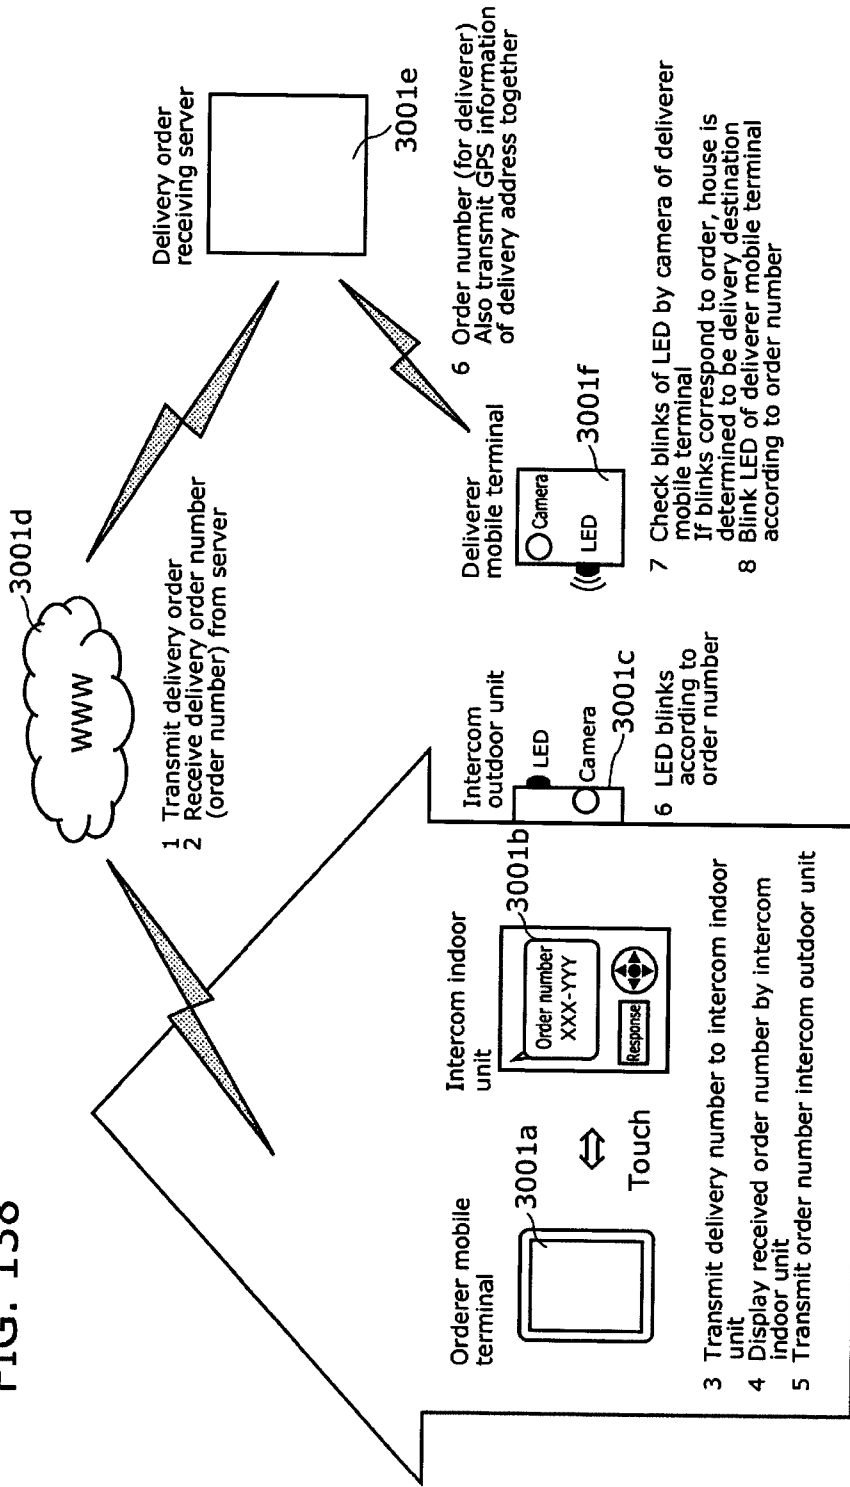 FIG. 138
3001d
WWW
1 Transmit delivery order
2 Receive delivery order number
(order number) from server
Delivery order
receiving server
3001e
6 Order number (for deliverer)
Also transmit GPS information
of delivery address together
Orderer mobile
terminal
3001a
Touch
Intercom indoor
unit
3001b
Order number
XXX-YYY
Response
Intercom
outdoor unit
LED
Camera
3001c
6 LED blinks
according to
order number
Deliverer
mobile terminal
Camera
LED
3001f
7 Check blinks of LED by camera of deliverer
mobile terminal
If blinks correspond to order, house is
determined to be delivery destination
8 Blink LED of deliverer mobile terminal
according to order number
3 Transmit delivery number to intercom indoor
unit
4 Display received order number by intercom
indoor unit
5 Transmit order number intercom outdoor unit